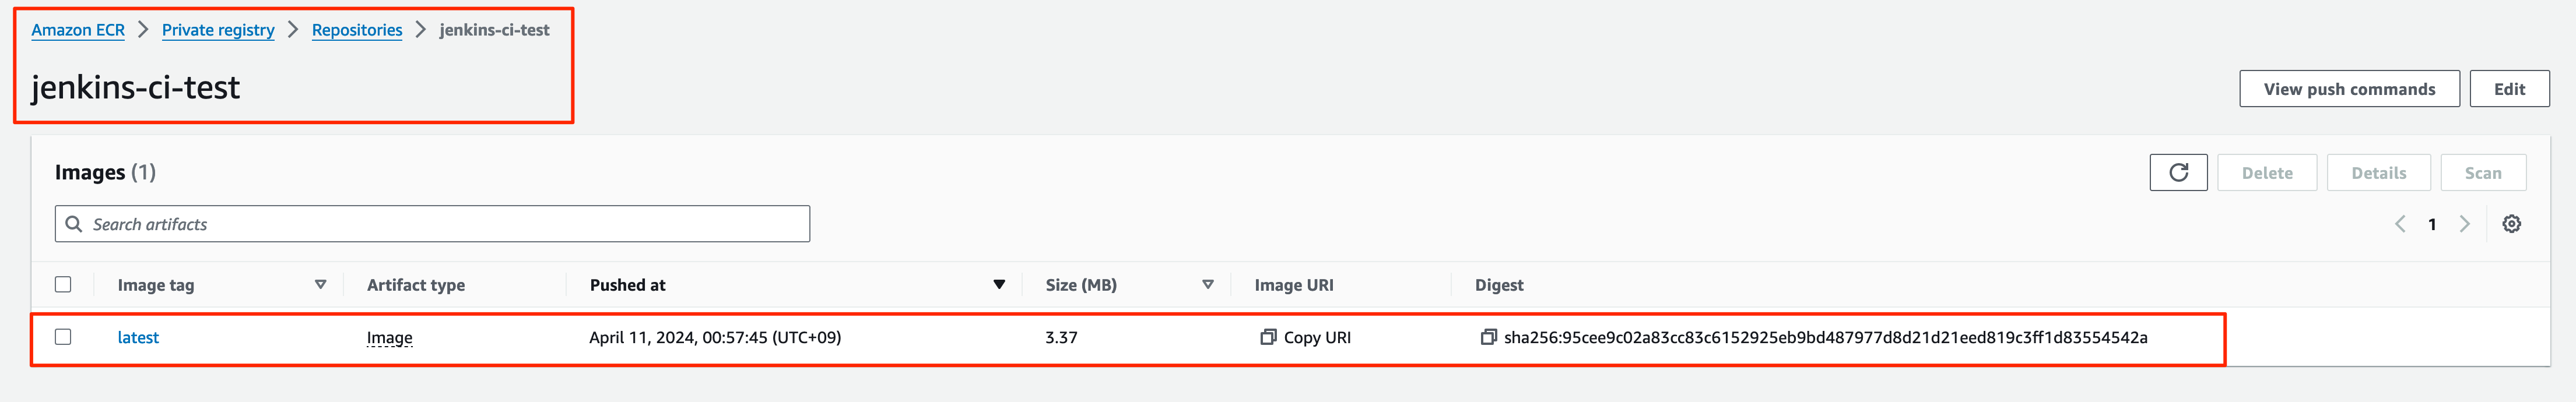 Amazon ECR > Private registry > Repositories > jenkins-ci-test
jenkins-ci-test
View push commands Edit
Images (1)
Delete Details Scan
Search artifacts
1
Image tag Artifact type Pushed at Size (MB) Image URI Digest
latest Image April 11, 2024, 00:57:45 (UTC+09) 3.37 Copy URI sha256:95cee9c02a83cc83c6152925eb9bd487977d8d21d21eed819c3ff1d83554542a